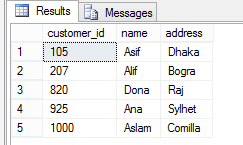 Results Messages
customer_id name address
1 105 Asif Dhaka
2 207 Alif Bogra
3 820 Dona Raj
4 925 Ana Sylhet
5 1000 Aslam Comilla